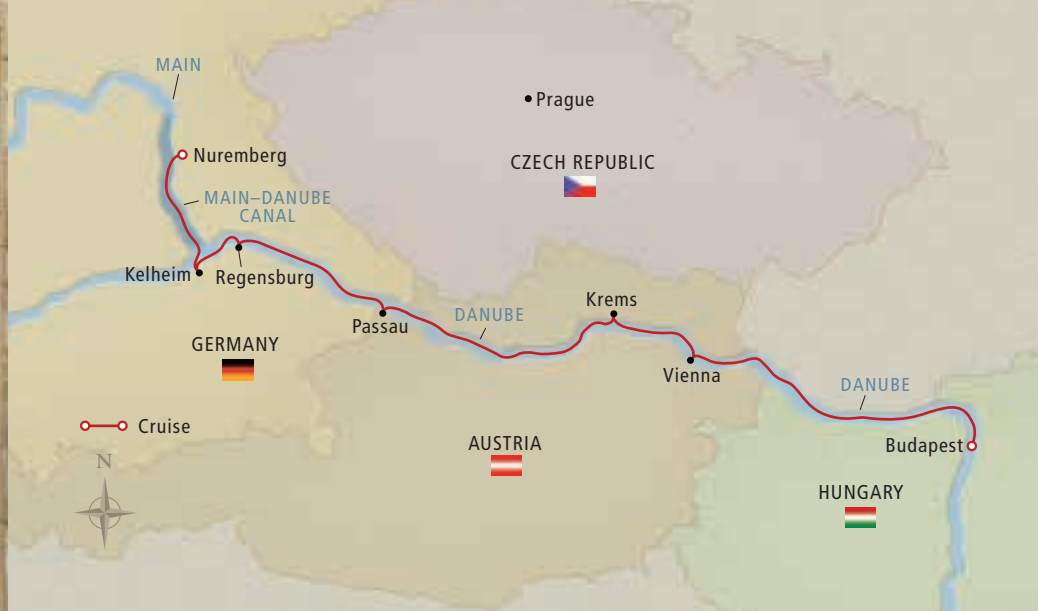 MAIN
Prague
Nuremberg
CZECH REPUBLIC
MAIN–DANUBE
CANAL
Kelheim
Regensburg
Krems
DANUBE
Passau
GERMANY
Vienna
DANUBE
Cruise
AUSTRIA
Budapest
N
HUNGARY